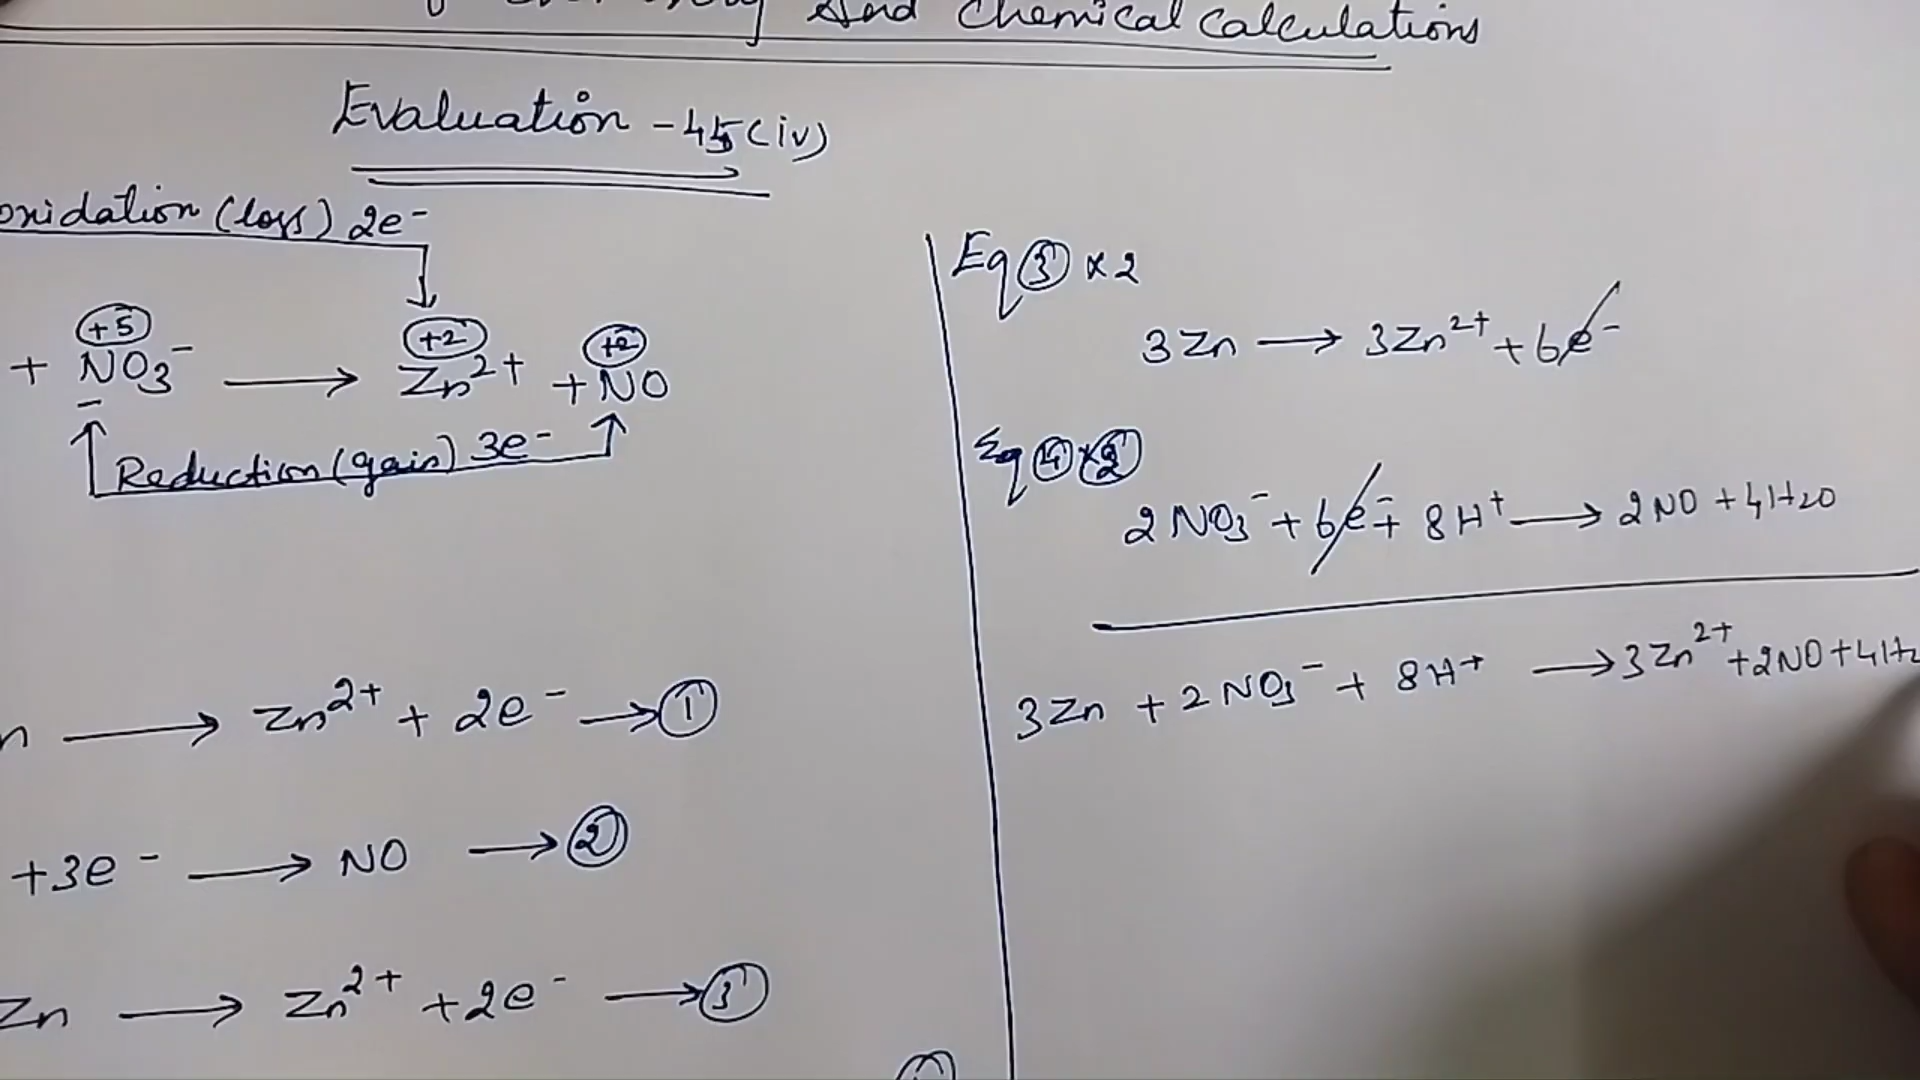 And Chemical Calculations
Evaluation - 45(iv)
oxidation (loss) 2e-
+5 +2 +2
+ NO3- ⟶ Zn2+ + NO
Reduction (gain) 3e-
n ⟶ Zn2+ + 2e- ⟶ 1
+3e- ⟶ NO ⟶ 2
Zn ⟶ Zn2+ + 2e- ⟶ 3
Eq 3 x 2
3Zn ⟶ 3Zn2+ + 6e-
Eq 4 x
2NO3- + 6e- + 8H+ ⟶ 2NO + 4H2O
3Zn + 2NO3- + 8H+ ⟶ 3Zn2+ + 2NO + 4H2